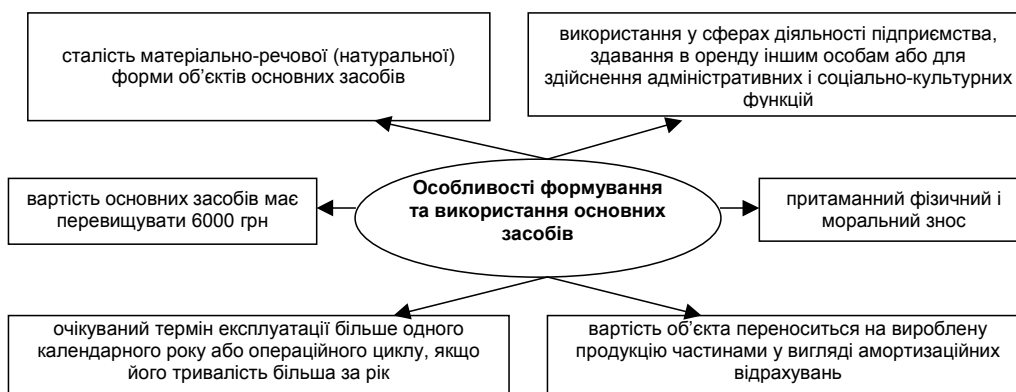 сталість матеріально-речової (натуральної)
форми об’єктів основних засобів
використання у сферах діяльності підприємства,
здавання в оренду іншим особам або для
здійснення адміністративних і соціально-культурних
функцій
Особливості формування
та використання основних
засобів
вартість основних засобів має
перевищувати 6000 грн
притаманний фізичний і
моральний знос
очікуваний термін експлуатації більше одного
календарного року або операційного циклу, якщо
його тривалість більша за рік
вартість об’єкта переноситься на вироблену
продукцію частинами у вигляді амортизаційних
відрахувань